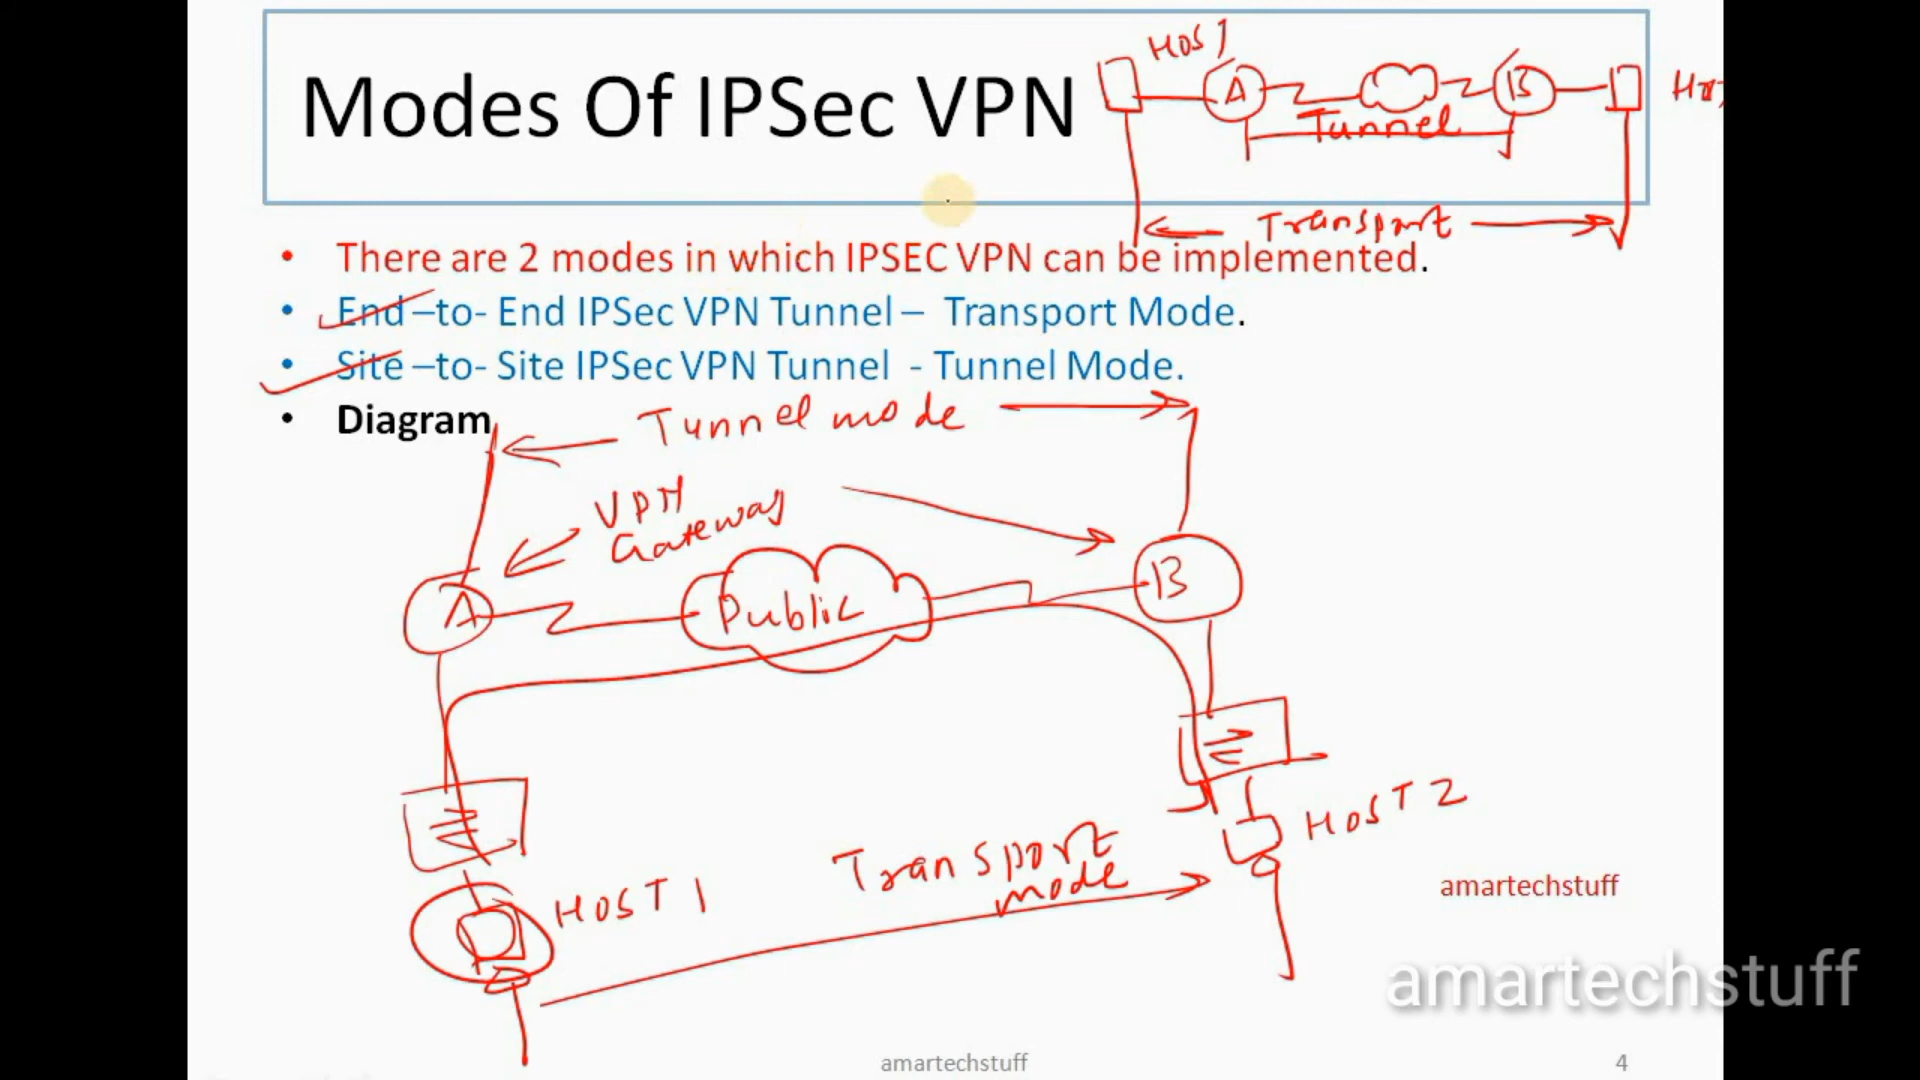 HOST
Modes Of IPSec VPN
A
B
Tunnel
Transport
• There are 2 modes in which IPSEC VPN can be implemented.
• End –to- End IPSec VPN Tunnel – Transport Mode.
• Site –to- Site IPSec VPN Tunnel - Tunnel Mode.
• Diagram
Tunnel mode
VPN
Gateway
A
Public
B
HOST 2
Transport
mode
HOST 1
amartechstuff
amartechstuff
amartechstuff
4